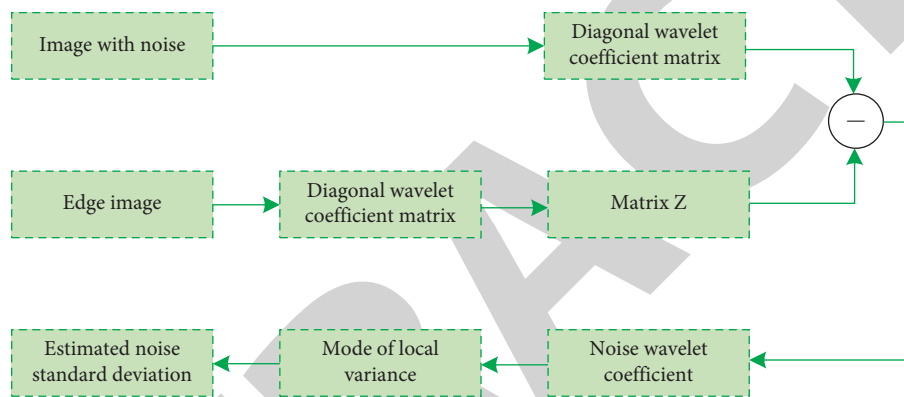 Image with noise
Diagonal wavelet
coefficient matrix
—
Edge image
Diagonal wavelet
coefficient matrix
Matrix Z
Estimated noise
standard deviation
Mode of local
variance
Noise wavelet
coefficient